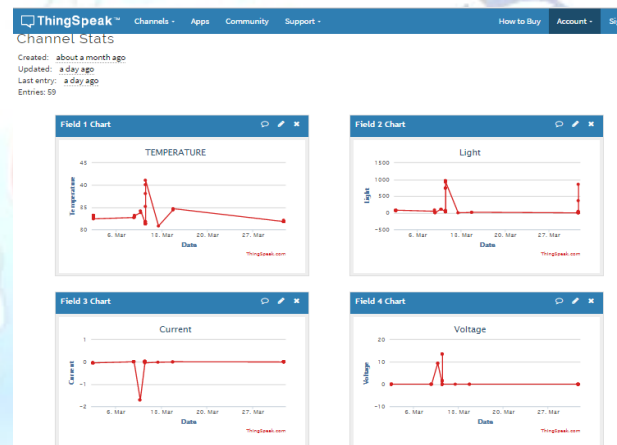 ThingSpeak™ Channels - Apps Community Support - How to Buy Account -
Channel Stats
Created: about a month ago
Updated: a day ago
Last entry: a day ago
Entries: 59
Field 1 Chart
TEMPERATURE
Temperature
45
40
35
30
6. Mar 13. Mar 20. Mar 27. Mar
Date
ThingSpeak.com
Field 2 Chart
Light
Light
1500
1000
500
0
-500
6. Mar 13. Mar 20. Mar 27. Mar
Date
ThingSpeak.com
Field 3 Chart
Current
Current
1
0
-1
-2
6. Mar 13. Mar 20. Mar 27. Mar
Date
ThingSpeak.com
Field 4 Chart
Voltage
Voltage
20
10
0
-10
6. Mar 13. Mar 20. Mar 27. Mar
Date
ThingSpeak.com